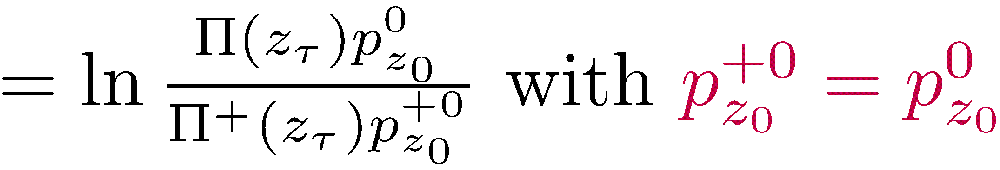 = ln Π(z_τ)p^0_{z_0} / Π^+(z_τ)p^{+0}_{z_0} with p^{+0}_{z_0} = p^0_{z_0}